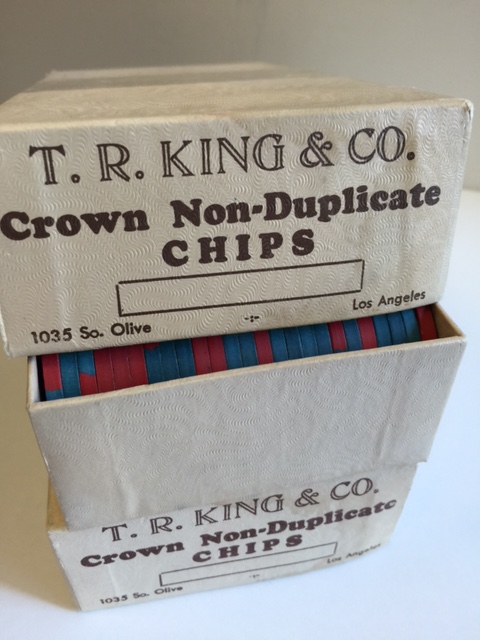 T. R. KING & CO.
Crown Non-Duplicate
CHIPS
1035 So. Olive
-:-
Los Angeles
T. R. KING & CO.
Crown Non-Duplicate
CHIPS
1035 So. Olive
-:-
Los Angeles